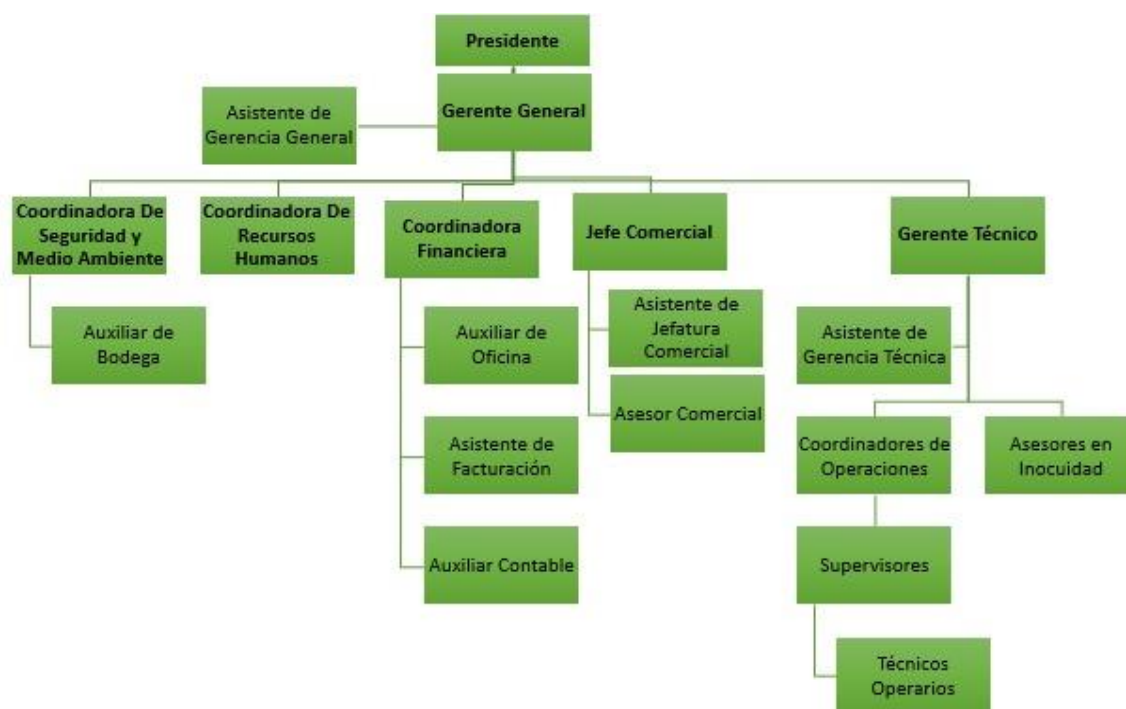 Presidente
Gerente General
Asistente de
Gerencia General
Coordinadora De
Seguridad y
Medio Ambiente
Coordinadora De
Recursos
Humanos
Coordinadora
Financiera
Jefe Comercial
Gerente Técnico
Auxiliar de
Bodega
Auxiliar de
Oficina
Asistente de
Facturación
Auxiliar Contable
Asistente de
Jefatura
Comercial
Asesor Comercial
Asistente de
Gerencia Técnica
Coordinadores de
Operaciones
Asesores en
Inocuidad
Supervisores
Técnicos
Operarios